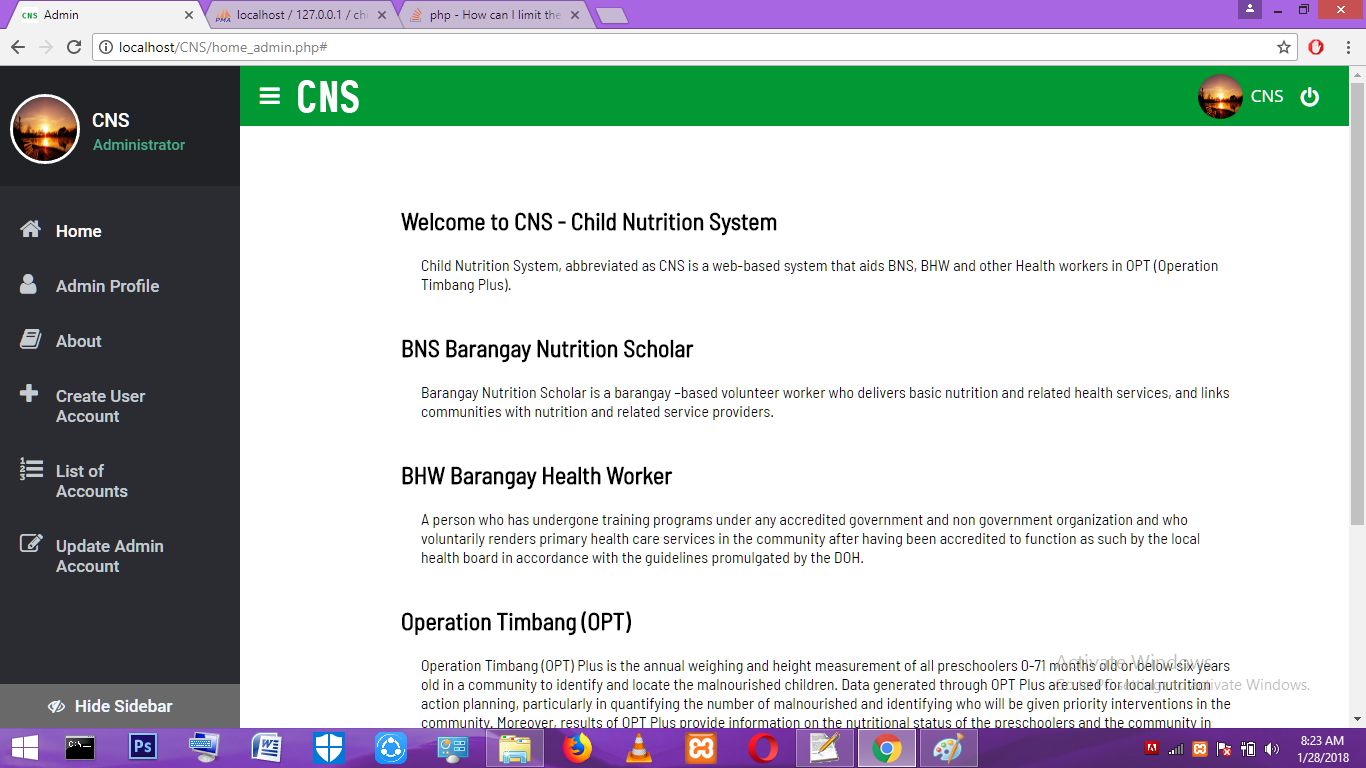 CNS Admin
localhost / 127.0.0.1 / chi
php - How can I limit the
localhost/CNS/home_admin.php#
CNS
Administrator
CNS
CNS
Home
Admin Profile
About
Create User
Account
List of
Accounts
Update Admin
Account
Hide Sidebar
Welcome to CNS - Child Nutrition System
Child Nutrition System, abbreviated as CNS is a web-based system that aids BNS, BHW and other Health workers in OPT (Operation
Timbang Plus).
BNS Barangay Nutrition Scholar
Barangay Nutrition Scholar is a barangay –based volunteer worker who delivers basic nutrition and related health services, and links
communities with nutrition and related service providers.
BHW Barangay Health Worker
A person who has undergone training programs under any accredited government and non government organization and who
voluntarily renders primary health care services in the community after having been accredited to function as such by the local
health board in accordance with the guidelines promulgated by the DOH.
Operation Timbang (OPT)
Operation Timbang (OPT) Plus is the annual weighing and height measurement of all preschoolers 0-71 months old or below six years
old in a community to identify and locate the malnourished children. Data generated through OPT Plus are used for local nutrition
action planning, particularly in quantifying the number of malnourished and identifying who will be given priority interventions in the
community. Moreover, results of OPT Plus provide information on the nutritional status of the preschoolers and the community in
Activate Windows
Go to PC settings to activate Windows.
Ps
8:23 AM
1/28/2018